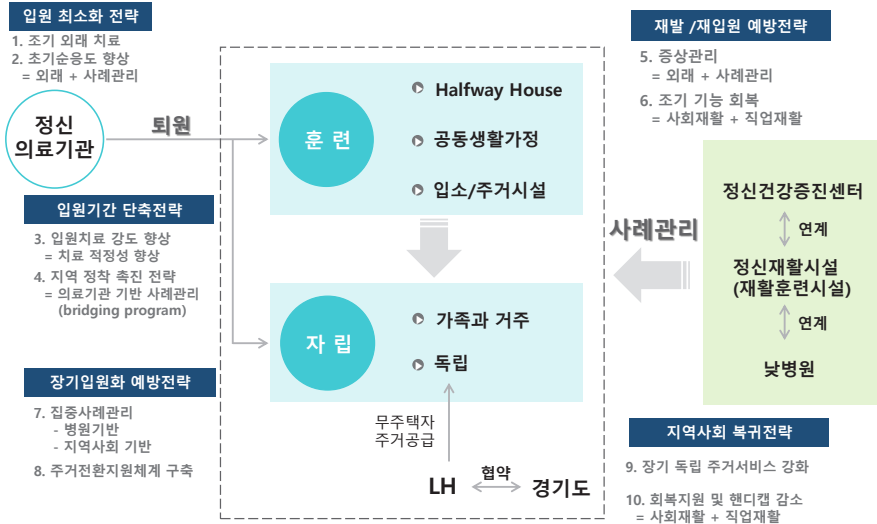 입원 최소화 전략
1. 조기 외래 치료
2. 초기순응도 향상
= 외래 + 사례관리
정신
의료기관
퇴원
입원기간 단축전략
3. 입원치료 강도 향상
= 치료 적정성 향상
4. 지역 정착 촉진 전략
= 의료기관 기반 사례관리
(bridging program)
장기입원화 예방전략
7. 집중사례관리
- 병원기반
- 지역사회 기반
8. 주거전환지원체계 구축
훈 련
Halfway House
공동생활가정
입소/주거시설
자 립
가족과 거주
독립
무주택자
주거공급
LH
협약
경기도
사례관리
재발 /재입원 예방전략
5. 증상관리
= 외래 + 사례관리
6. 조기 기능 회복
= 사회재활 + 직업재활
정신건강증진센터
연계
정신재활시설
(재활훈련시설)
연계
낮병원
지역사회 복귀전략
9. 장기 독립 주거서비스 강화
10. 회복지원 및 핸디캡 감소
= 사회재활 + 직업재활